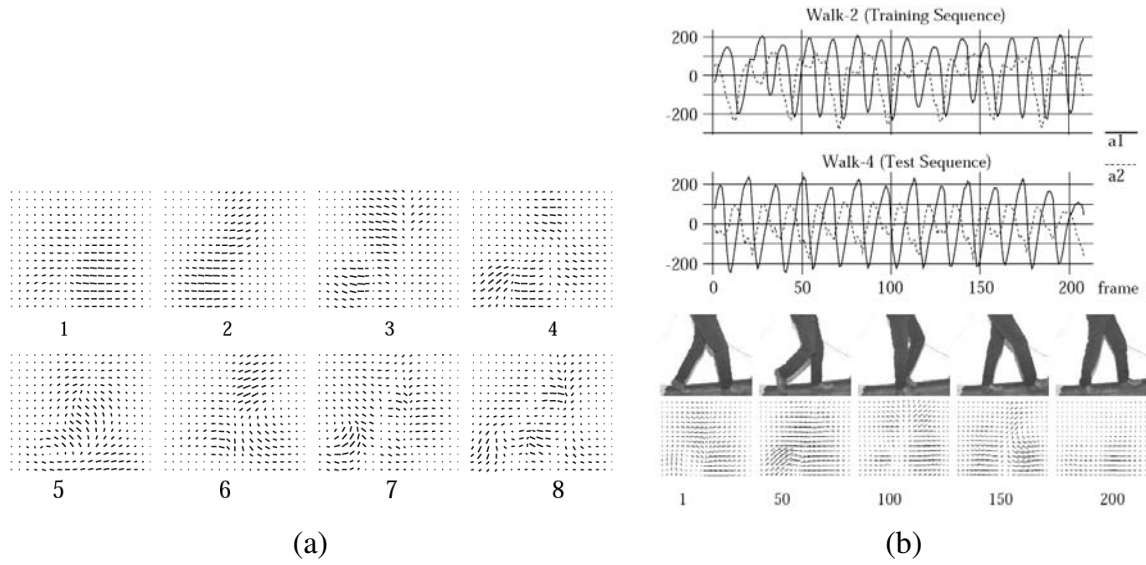 1 2 3 4
5 6 7 8
(a)
Walk-2 (Training Sequence)
200
0
-200
a1
a2
Walk-4 (Test Sequence)
200
0
-200
0 50 100 150 200 frame
1 50 100 150 200
(b)